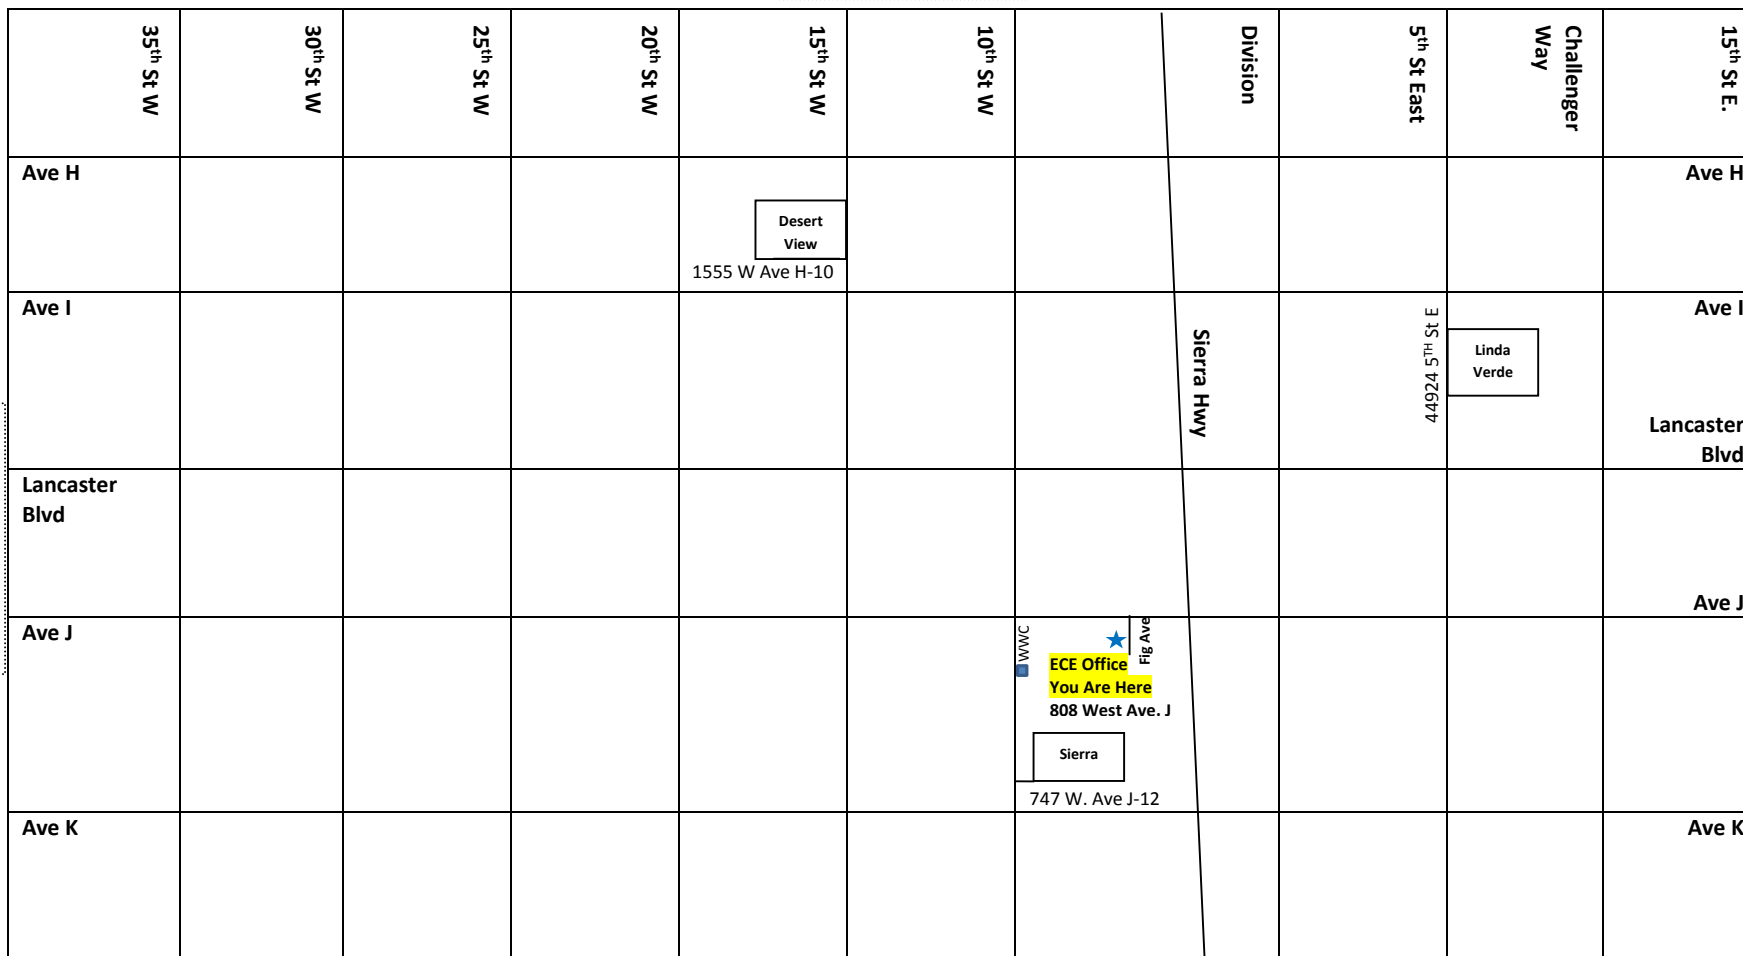 35th St W
30th St W
25th St W
20th St W
15th St W
10th St W
Division
5th St East
Challenger
Way
15th St E.
Ave H
Ave H
Desert
View
1555 W Ave H-10
Ave I
Ave I
Sierra Hwy
44924 5TH St E
Linda
Verde
Lancaster
Blvd
Lancaster
Blvd
Ave J
Ave J
WWC
Fig Ave
ECE Office
You Are Here
808 West Ave. J
Sierra
747 W. Ave J-12
Ave K
Ave K